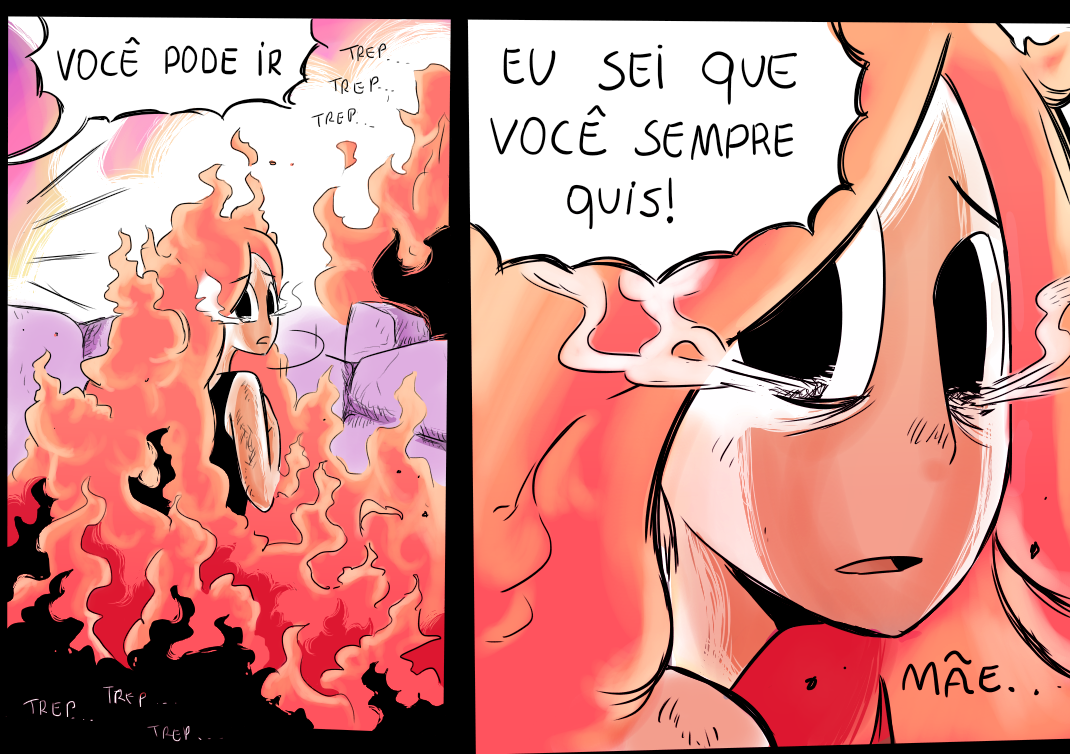 VOCÊ PODE IR
TREP...
TREP...
TREP...
TREP...
TREP...
TREP...
EU SEI QUE
VOCÊ SEMPRE
QUIS!
MÃE...